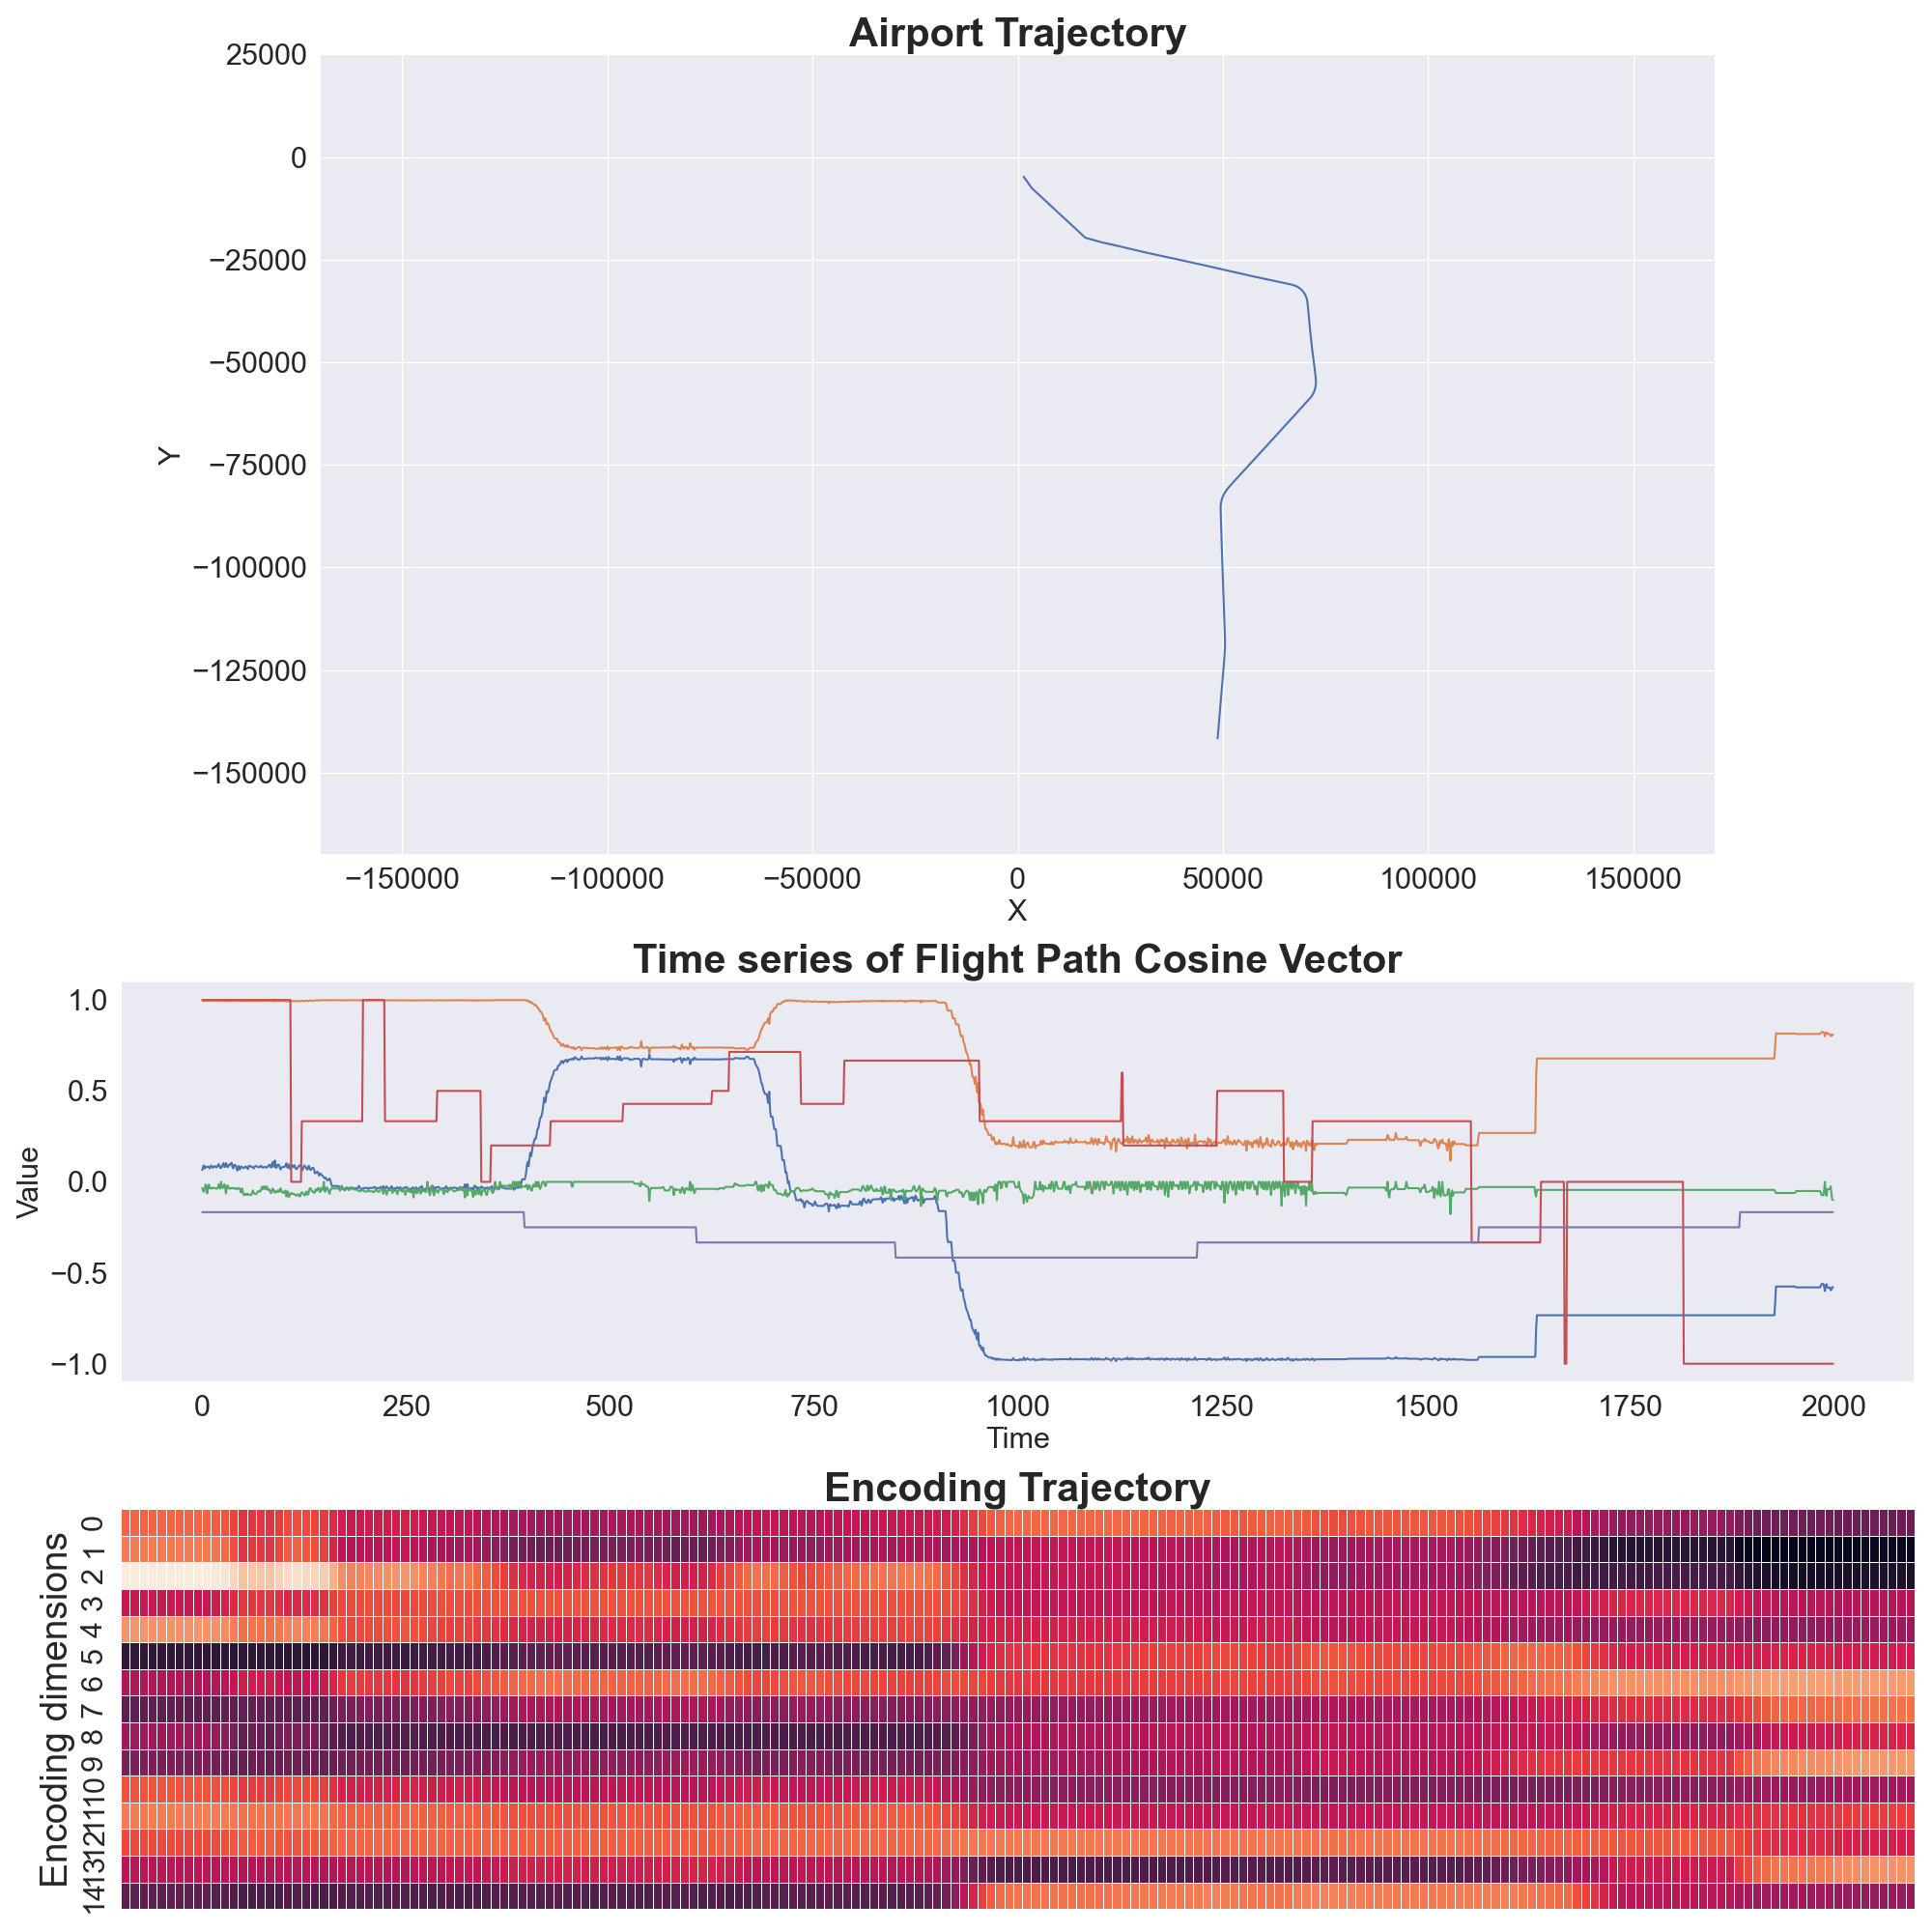 Airport Trajectory
25000
0
−25000
−50000
−75000
−100000
−125000
−150000
Y
−150000 −100000 −50000 0 50000 100000 150000
X
Time series of Flight Path Cosine Vector
1.0
0.5
0.0
−0.5
−1.0
Value
0 250 500 750 1000 1250 1500 1750 2000
Time
Encoding Trajectory
Encoding dimensions
0
1
2
3
4
5
6
7
8
9
10
11
12
13
14